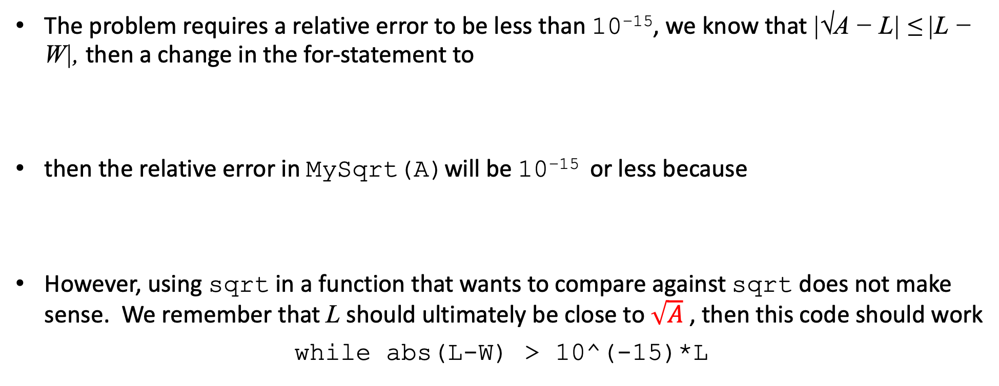 • The problem requires a relative error to be less than 10⁻¹⁵, we know that |√A − L| ≤ |L −
W|, then a change in the for-statement to
• then the relative error in MySqrt(A) will be 10⁻¹⁵ or less because
• However, using sqrt in a function that wants to compare against sqrt does not make
sense. We remember that L should ultimately be close to √A , then this code should work
while abs(L-W) > 10^(-15)*L